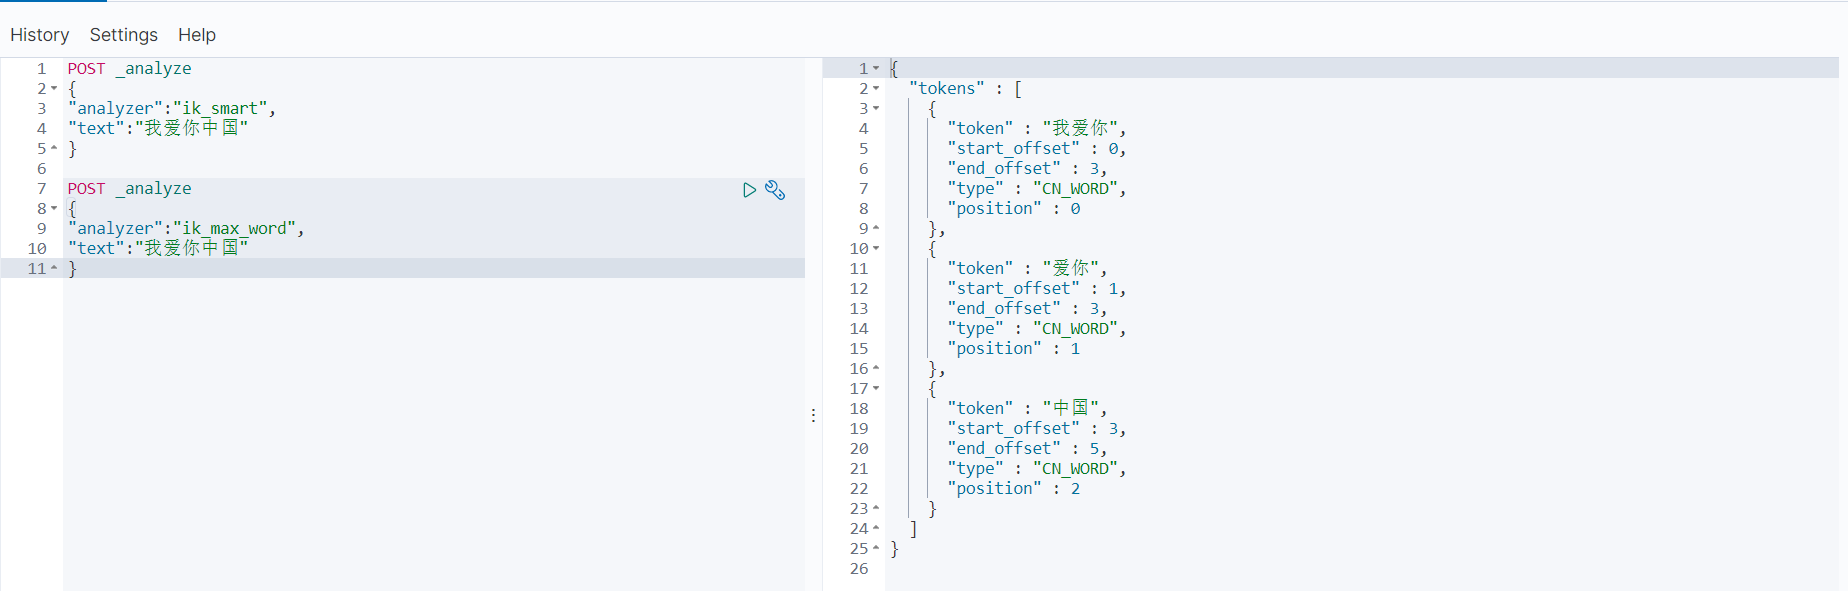 History Settings Help
1 POST _analyze
2 {
3 "analyzer":"ik_smart",
4 "text":"我爱你中国"
5 }
6
7 POST _analyze
8 {
9 "analyzer":"ik_max_word",
10 "text":"我爱你中国"
11 }
1 {
2 "tokens" : [
3 {
4 "token" : "我爱你",
5 "start_offset" : 0,
6 "end_offset" : 3,
7 "type" : "CN_WORD",
8 "position" : 0
9 },
10 {
11 "token" : "爱你",
12 "start_offset" : 1,
13 "end_offset" : 3,
14 "type" : "CN_WORD",
15 "position" : 1
16 },
17 {
18 "token" : "中国",
19 "start_offset" : 3,
20 "end_offset" : 5,
21 "type" : "CN_WORD",
22 "position" : 2
23 }
24 ]
25 }
26